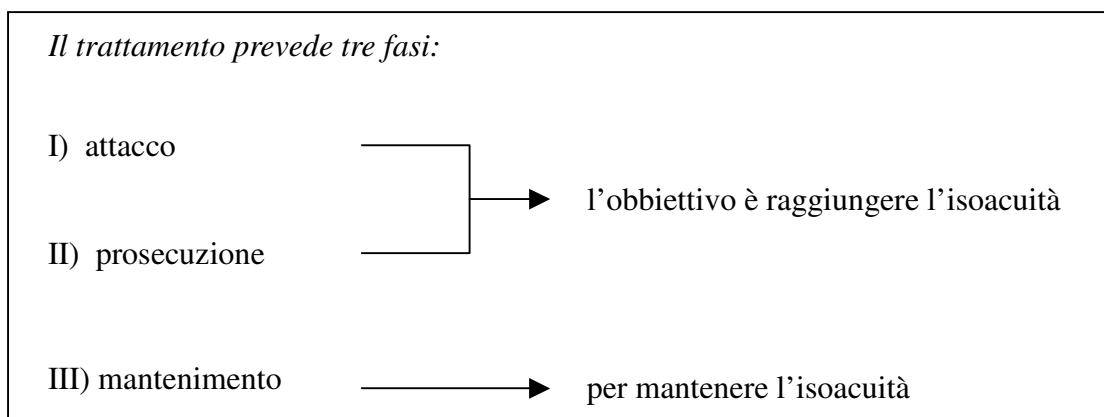 Il trattamento prevede tre fasi:
I) attacco
l’obbiettivo è raggiungere l’isoacuità
II) prosecuzione
III) mantenimento
per mantenere l’isoacuità